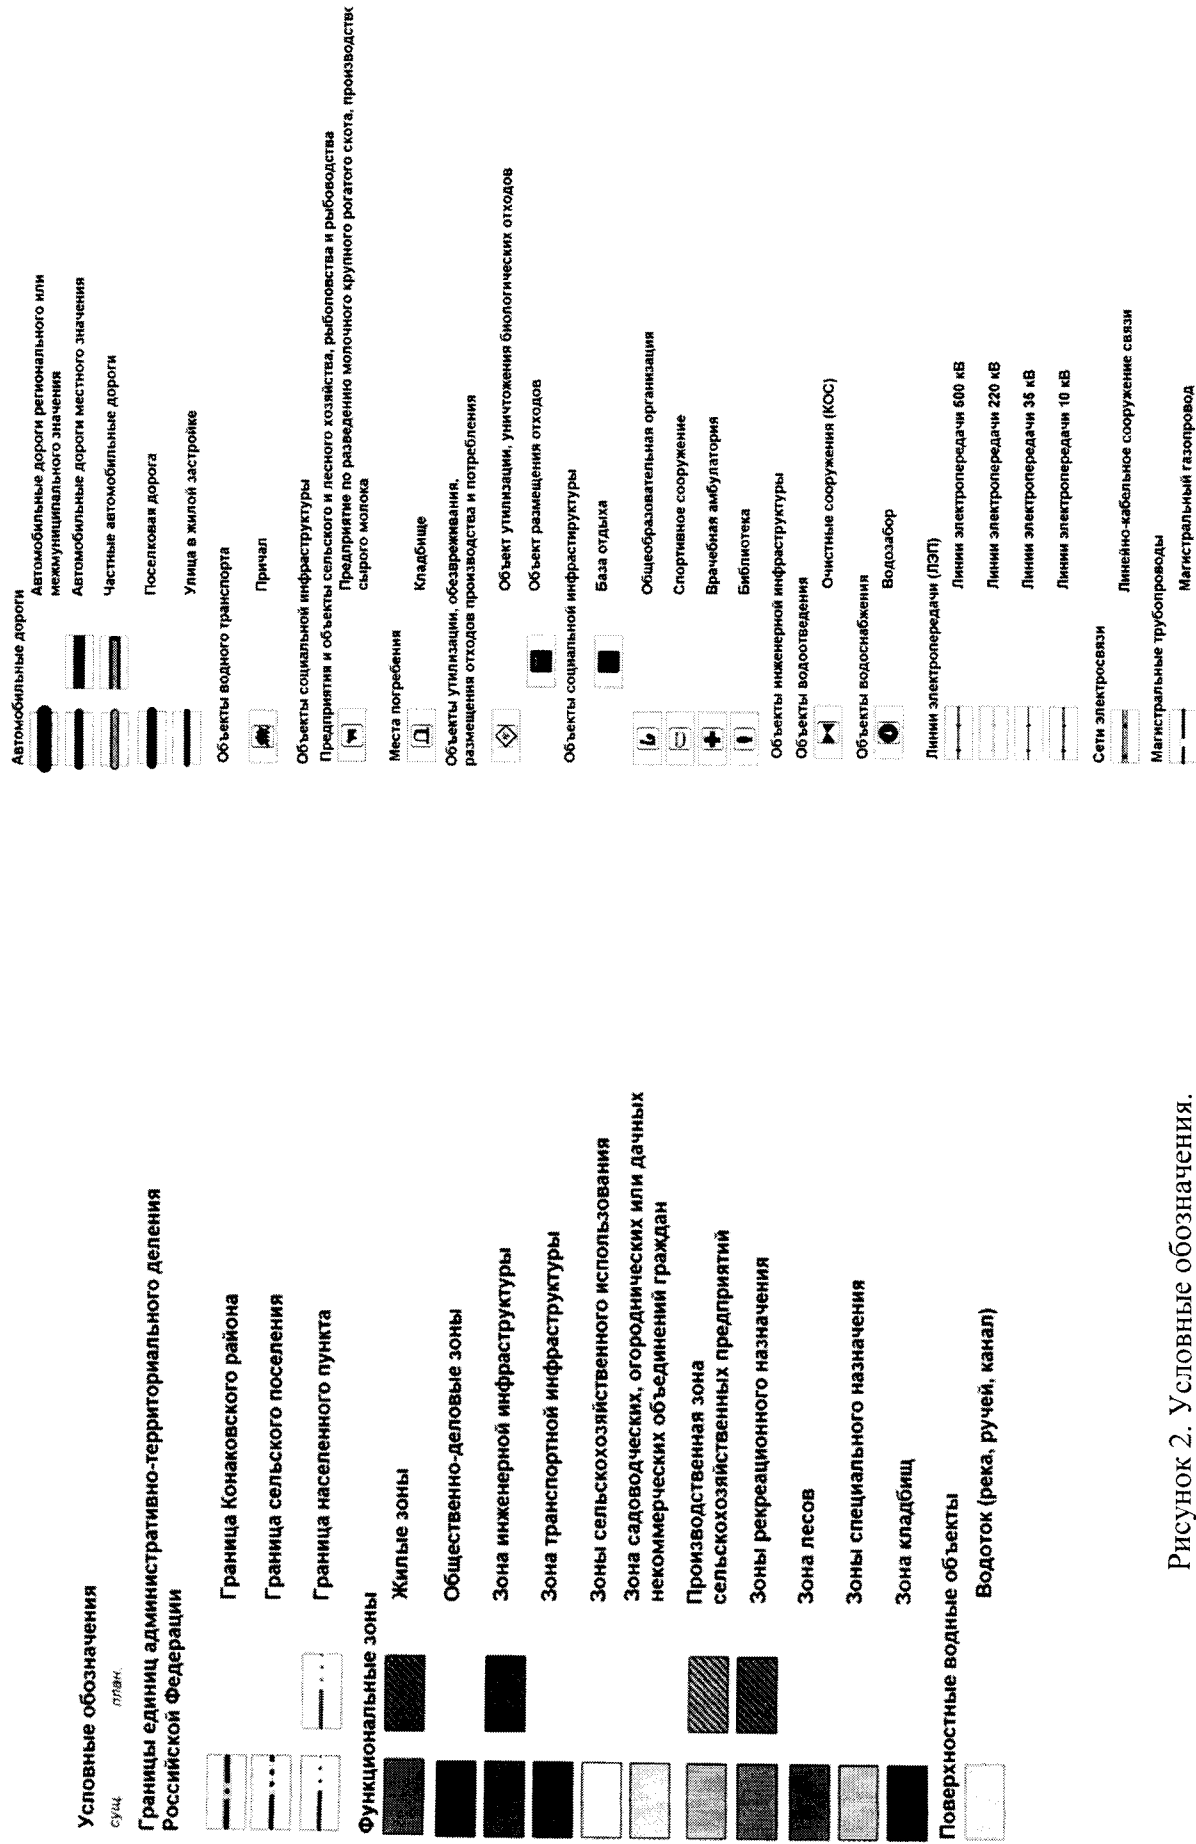 Условные обозначения
сущ. план.
Границы единиц административно-территориального деления
Российской Федерации
Граница Конаковского района
Граница сельского поселения
Граница населенного пункта
Функциональные зоны
Жилые зоны
Общественно-деловые зоны
Зона инженерной инфраструктуры
Зона транспортной инфраструктуры
Зоны сельскохозяйственного использования
Зона садоводческих, огороднических или дачных
некоммерческих объединений граждан
Производственная зона
сельскохозяйственных предприятий
Зоны рекреационного назначения
Зона лесов
Зоны специального назначения
Зона кладбищ
Поверхностные водные объекты
Водоток (река, ручей, канал)
Автомобильные дороги
Автомобильные дороги регионального или
межмуниципального значения
Автомобильные дороги местного значения
Частные автомобильные дороги
Поселковая дорога
Улица в жилой застройке
Объекты водного транспорта
Причал
Объекты социальной инфраструктуры
Предприятия и объекты сельского и лесного хозяйства, рыболовства и рыбоводства
Предприятие по разведению молочного крупного рогатого скота, производство
сырого молока
Места погребения
Кладбище
Объекты утилизации, обезвреживания,
размещения отходов производства и потребления
Объект утилизации, уничтожения биологических отходов
Объект размещения отходов
Объекты социальной инфрастируктуры
База отдыха
Общеобразовательная организация
Спортивное сооружение
Врачебная амбулатория
Библиотека
Объекты инженерной инфраструктуры
Объекты водоотведения
Очистные сооружения (КОС)
Объекты водоснабжения
Водозабор
Линии электропередачи (ЛЭП)
Линии электропередачи 500 кВ
Линии электропередачи 220 кВ
Линии электропередачи 35 кВ
Линии электропередачи 10 кВ
Сети электросвязи
Линейно-кабельное сооружение связи
Магистральные трубопроводы
Магистральный газопровод
Рисунок 2. Условные обозначения.